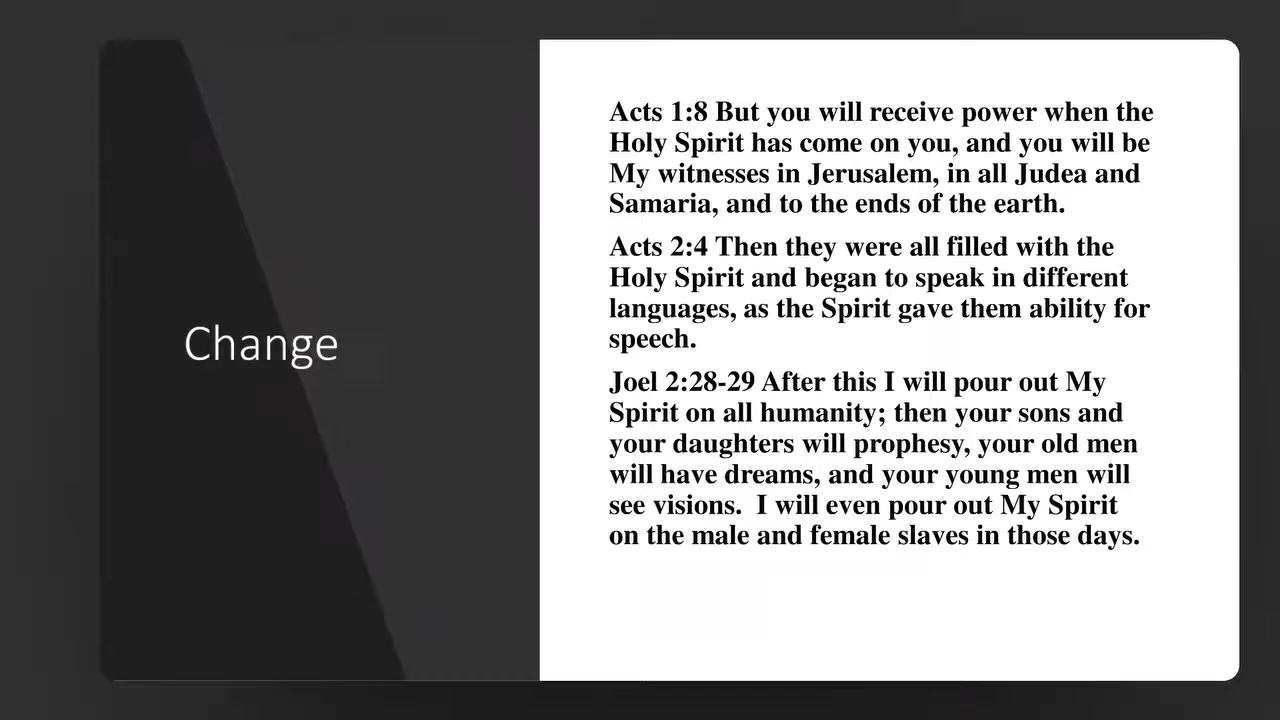 Change
Acts 1:8 But you will receive power when the
Holy Spirit has come on you, and you will be
My witnesses in Jerusalem, in all Judea and
Samaria, and to the ends of the earth.
Acts 2:4 Then they were all filled with the
Holy Spirit and began to speak in different
languages, as the Spirit gave them ability for
speech.
Joel 2:28-29 After this I will pour out My
Spirit on all humanity; then your sons and
your daughters will prophesy, your old men
will have dreams, and your young men will
see visions.  I will even pour out My Spirit
on the male and female slaves in those days.